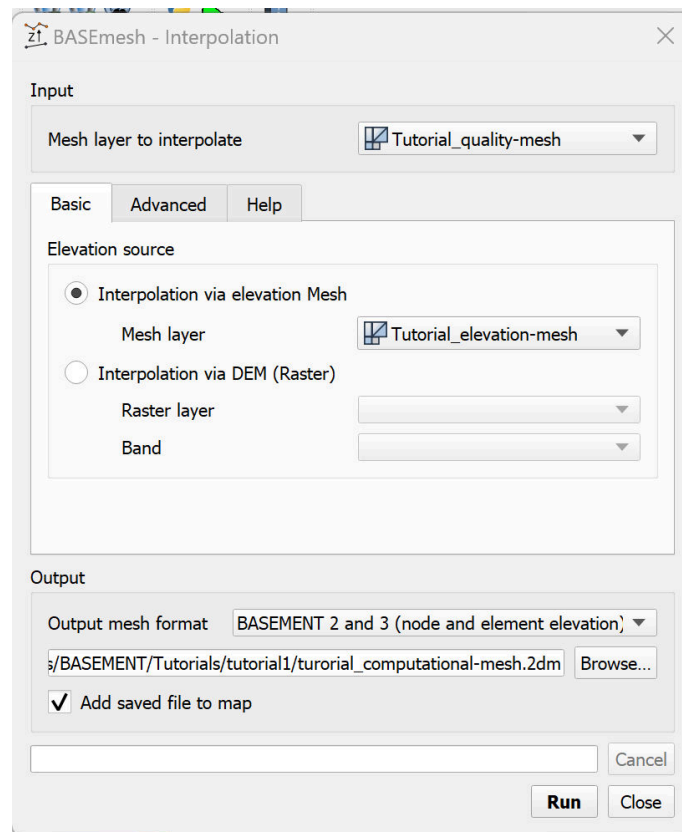 BASEmesh - Interpolation
Input
Mesh layer to interpolate Tutorial_quality-mesh
Basic Advanced Help
Elevation source
Interpolation via elevation Mesh
Mesh layer Tutorial_elevation-mesh
Interpolation via DEM (Raster)
Raster layer
Band
Output
Output mesh format BASEMENT 2 and 3 (node and element elevation)
s/BASEMENT/Tutorials/tutorial1/turorial_computational-mesh.2dm Browse...
Add saved file to map
Cancel
Run Close